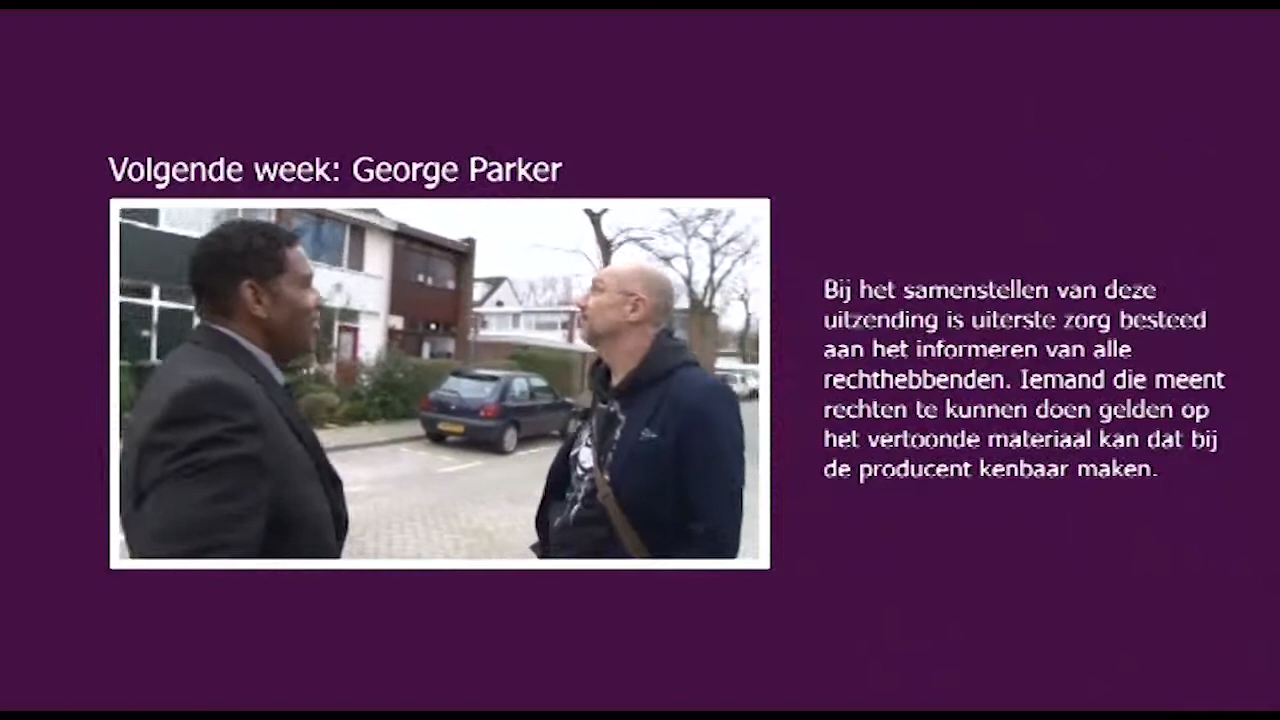 Volgende week: George Parker
Bij het samenstellen van deze
uitzending is uiterste zorg besteed
aan het informeren van alle
rechthebbenden. Iemand die meent
rechten te kunnen doen gelden op
het vertoonde materiaal kan dat bij
de producent kenbaar maken.